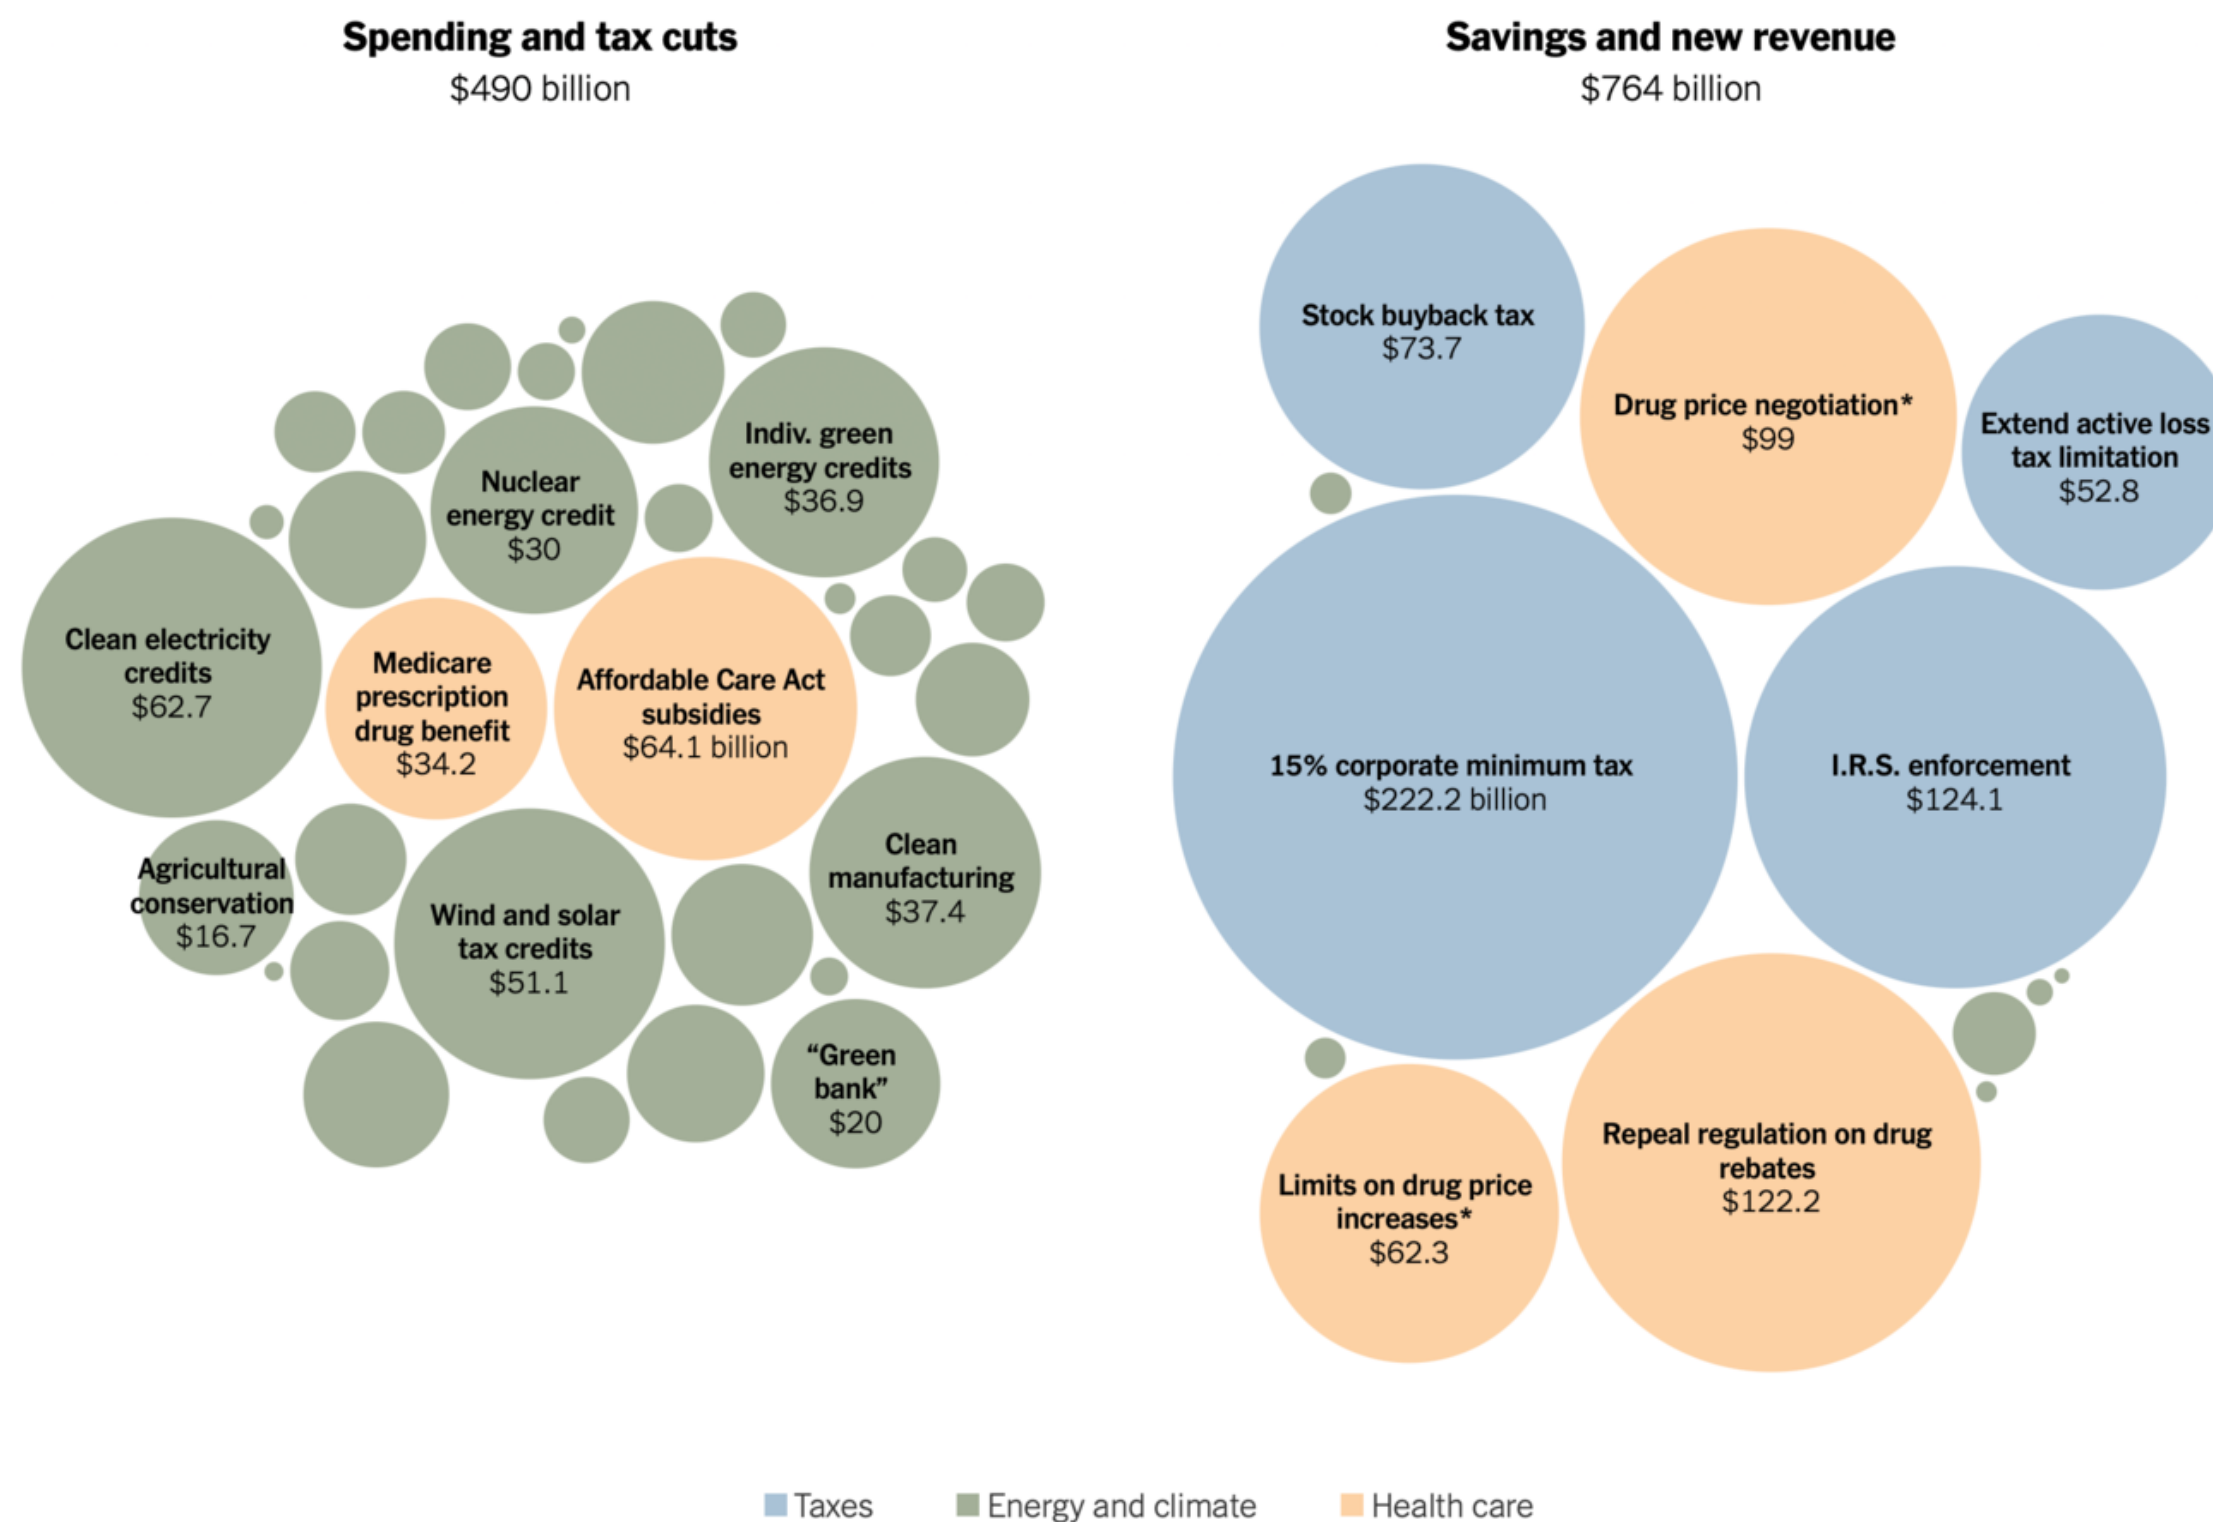 Spending and tax cuts
$490 billion
Savings and new revenue
$764 billion
Indiv. green
energy credits
$36.9
Nuclear
energy credit
$30
Clean electricity
credits
$62.7
Medicare
prescription
drug benefit
$34.2
Affordable Care Act
subsidies
$64.1 billion
Agricultural
conservation
$16.7
Wind and solar
tax credits
$51.1
Clean
manufacturing
$37.4
“Green
bank”
$20
Stock buyback tax
$73.7
Drug price negotiation*
$99
Extend active loss
tax limitation
$52.8
15% corporate minimum tax
$222.2 billion
I.R.S. enforcement
$124.1
Limits on drug price
increases*
$62.3
Repeal regulation on drug
rebates
$122.2
Taxes
Energy and climate
Health care